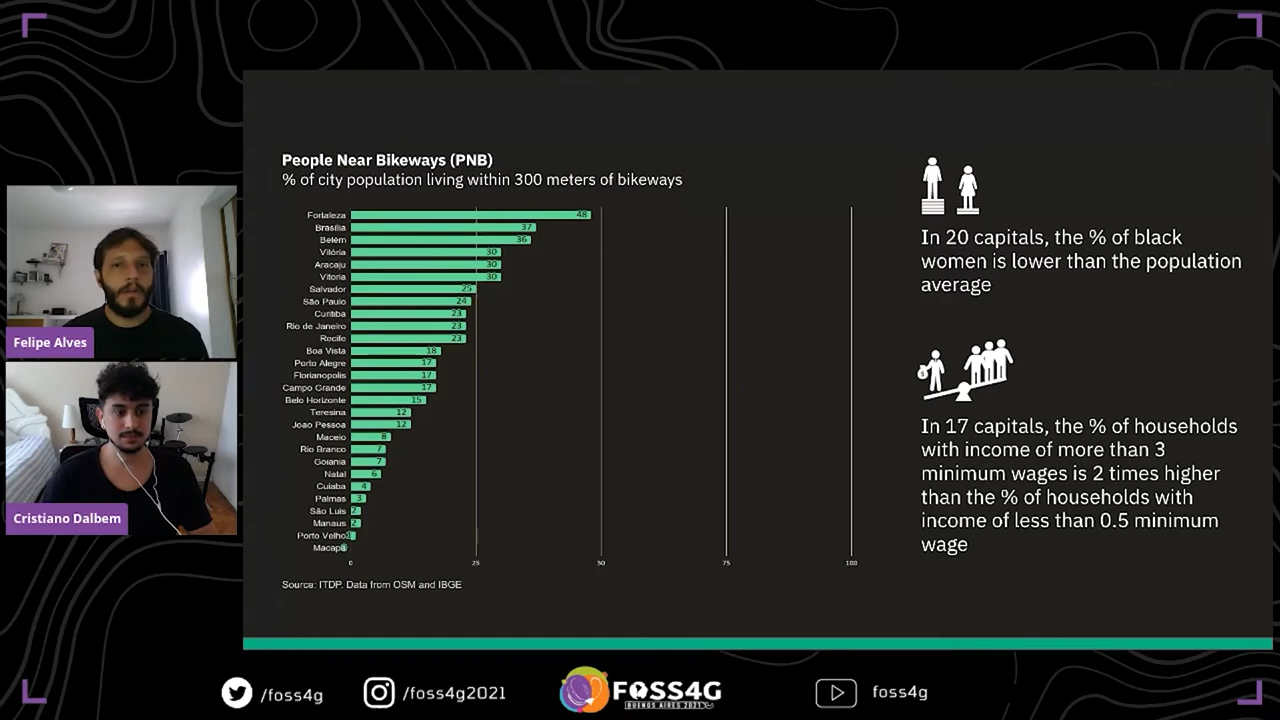 People Near Bikeways (PNB)
% of city population living within 300 meters of bikeways
Fortaleza 48
Brasília 37
Belém 36
Vitória 30
Aracaju 30
Vitoria 30
Salvador 25
São Paulo 24
Curitiba 23
Rio de Janeiro 23
Recife 23
Boa Vista 18
Porto Alegre 17
Florianopolis 17
Campo Grande 17
Belo Horizonte 15
Teresina 12
Joao Pessoa 12
Maceio 8
Rio Branco 7
Goiania 7
Natal 6
Cuiaba 4
Palmas 3
São Luis 2
Manaus 2
Porto Velho
Macapá
0 25 50 75 100
Source: ITDP. Data from OSM and IBGE
In 20 capitals, the % of black
women is lower than the population
average
In 17 capitals, the % of households
with income of more than 3
minimum wages is 2 times higher
than the % of households with
income of less than 0.5 minimum
wage
Felipe Alves
Cristiano Dalbem
/foss4g
/foss4g2021
FOSS4G
BUENOS AIRES 2021
foss4g